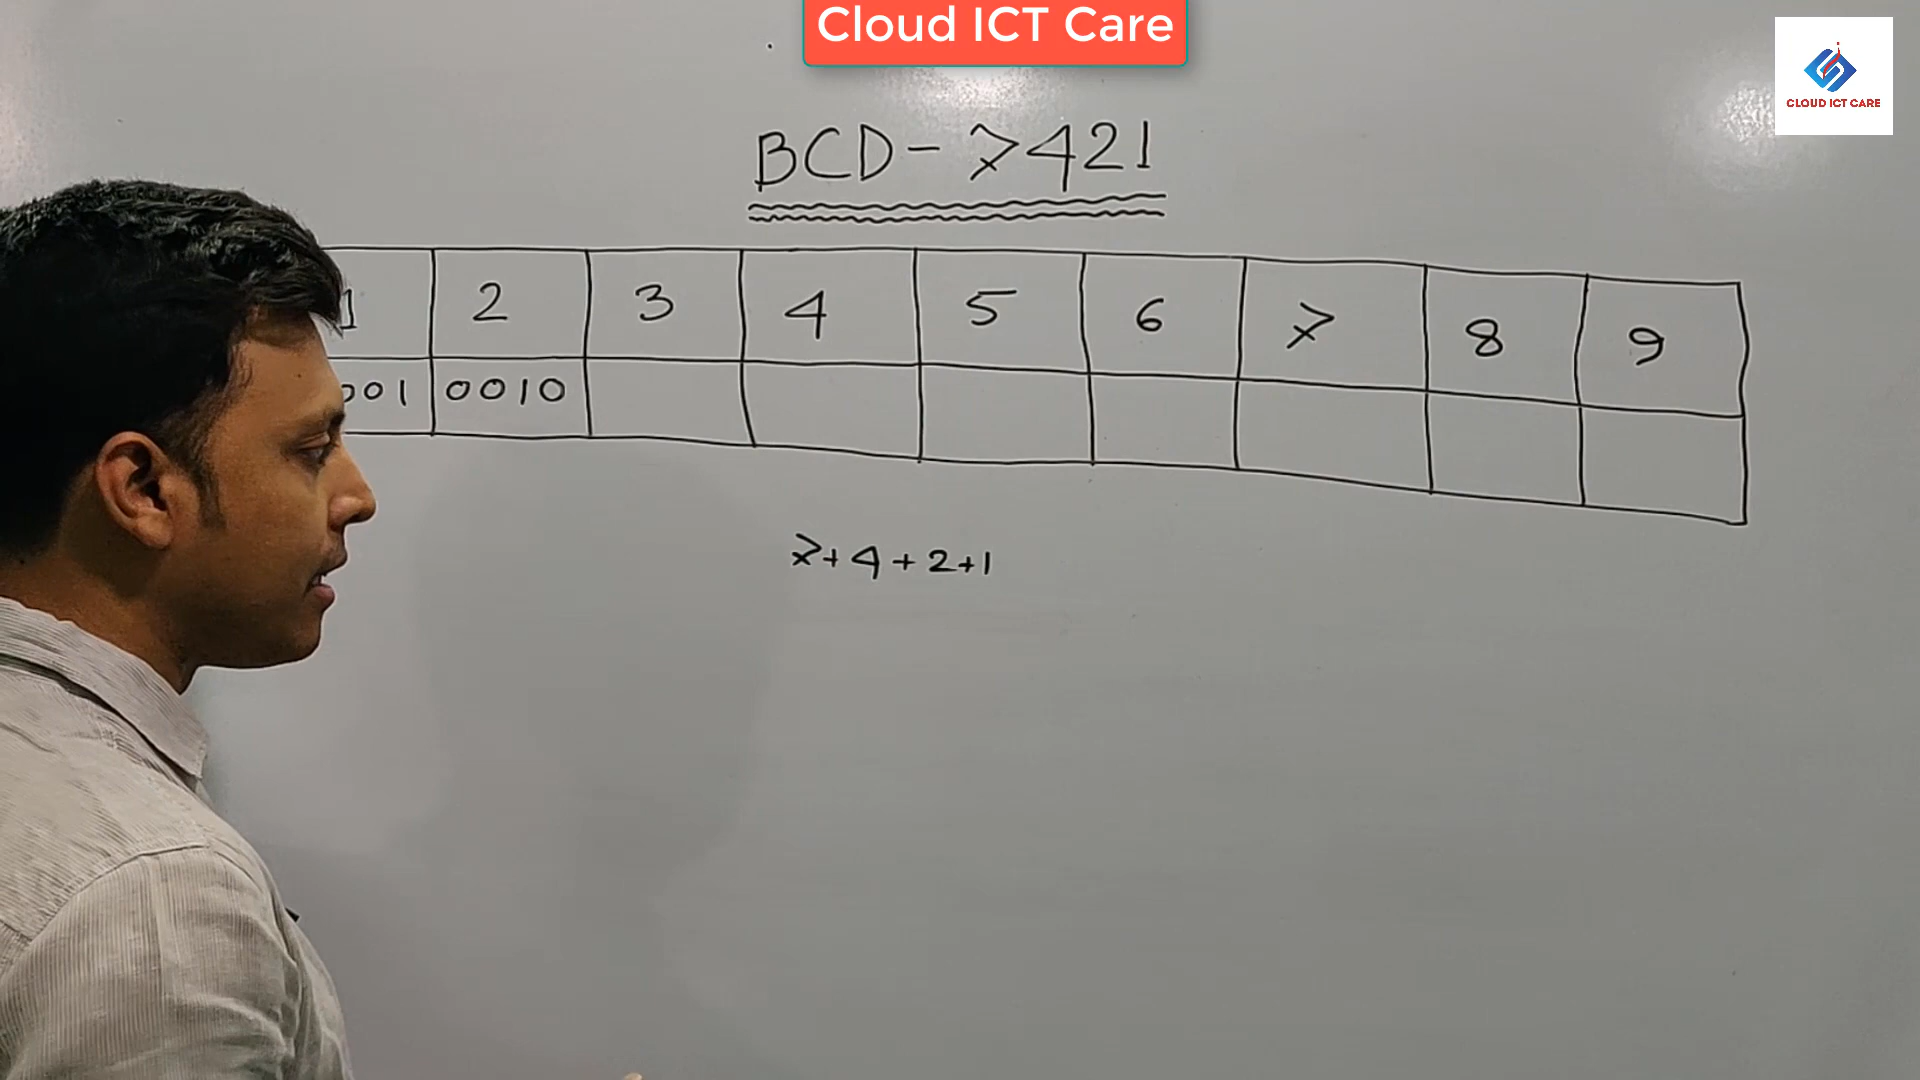 Cloud ICT Care
CLOUD ICT CARE
BCD - 7421
1 2 3 4 5 6 7 8 9
001 0010
7+4+2+1